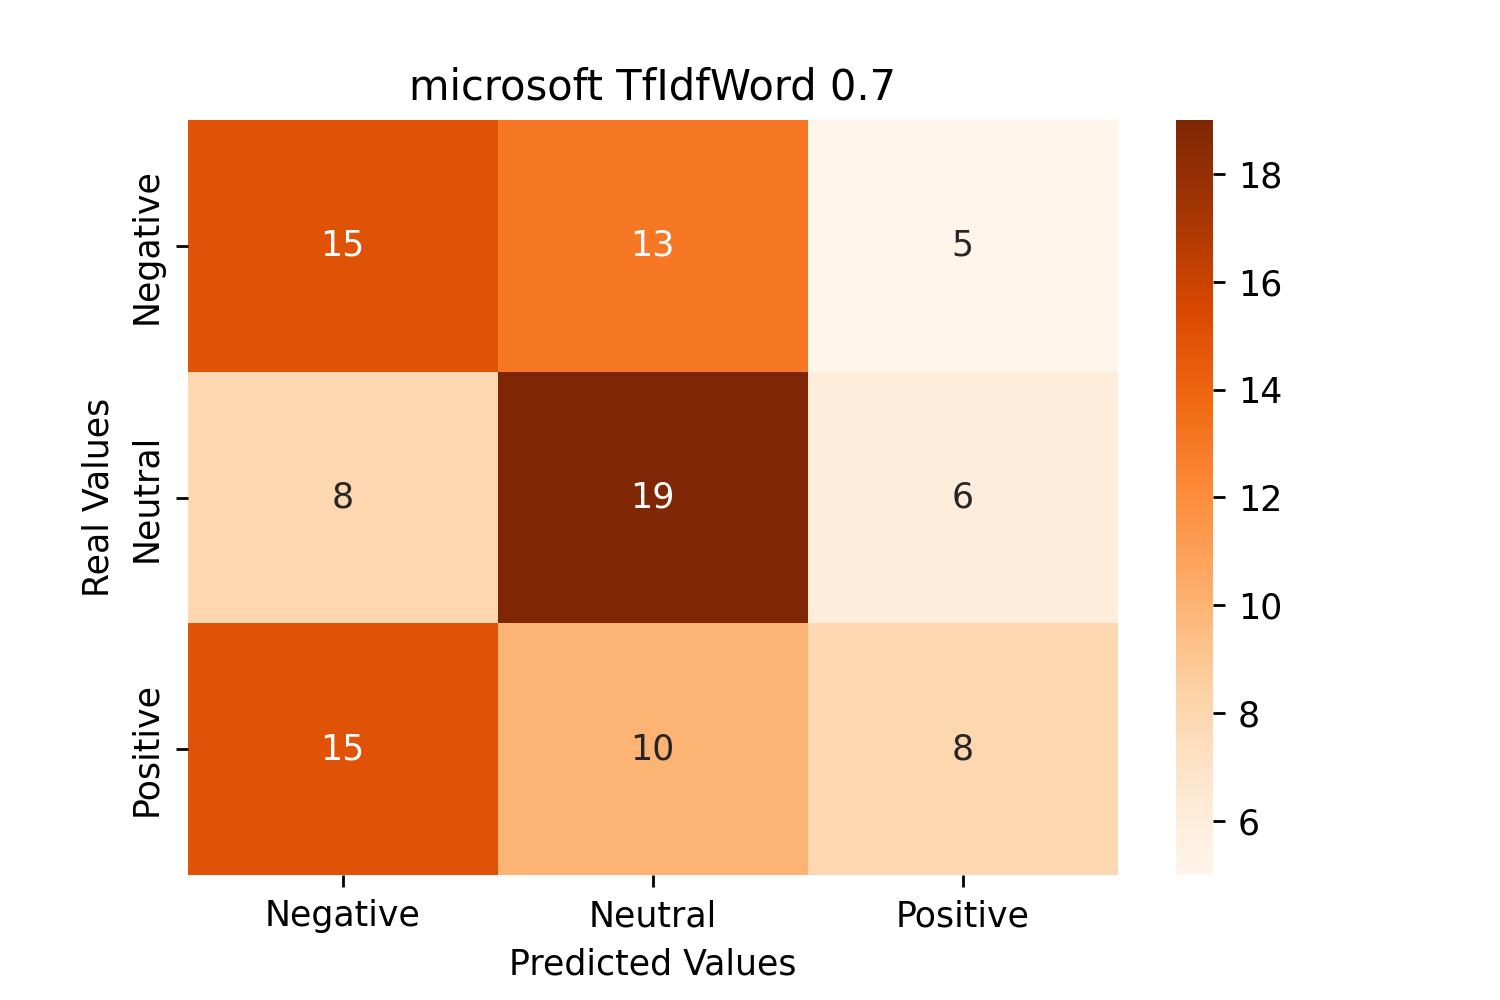 microsoft TfIdfWord 0.7
Real Values
Negative
15 13 5
Neutral
8 19 6
Positive
15 10 8
Negative Neutral Positive
Predicted Values
18
16
14
12
10
8
6